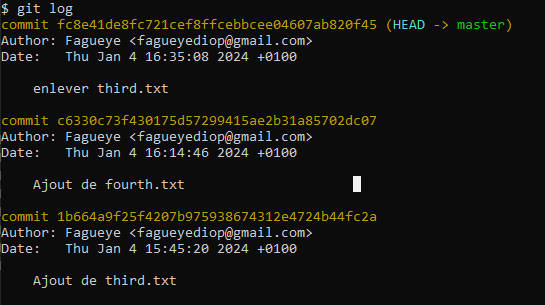 $ git log
commit fc8e41de8fc721cef8ffcebbcee04607ab820f45 (HEAD -> master)
Author: Fagueye <fagueyediop@gmail.com>
Date:   Thu Jan 4 16:35:08 2024 +0100
    enlever third.txt
commit c6330c73f430175d57299415ae2b31a85702dc07
Author: Fagueye <fagueyediop@gmail.com>
Date:   Thu Jan 4 16:14:46 2024 +0100
    Ajout de fourth.txt
commit 1b664a9f25f4207b975938674312e4724b44fc2a
Author: Fagueye <fagueyediop@gmail.com>
Date:   Thu Jan 4 15:45:20 2024 +0100
    Ajout de third.txt